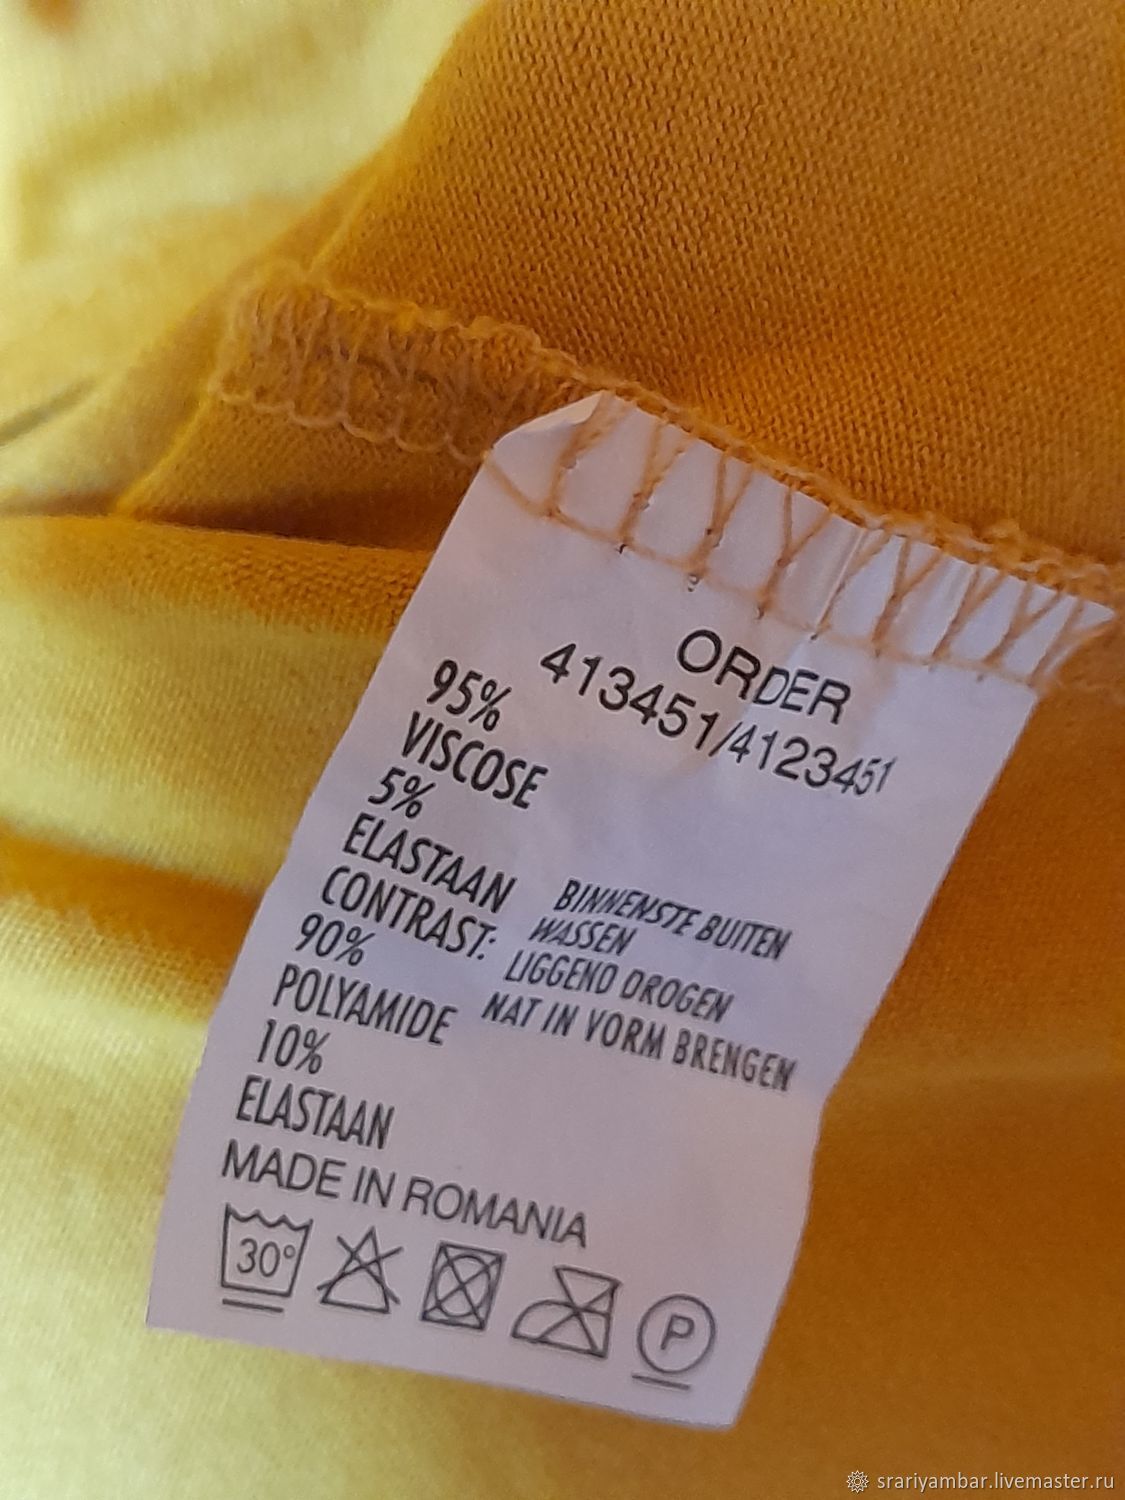 ORDER
413451/4123451
95%
VISCOSE
5%
ELASTAAN
CONTRAST:
90%
POLYAMIDE
10%
ELASTAAN
BINNENSTE BUITEN
WASSEN
LIGGEND DROGEN
NAT IN VORM BRENGEN
MADE IN ROMANIA
30°
P
srariyambar.livemaster.ru